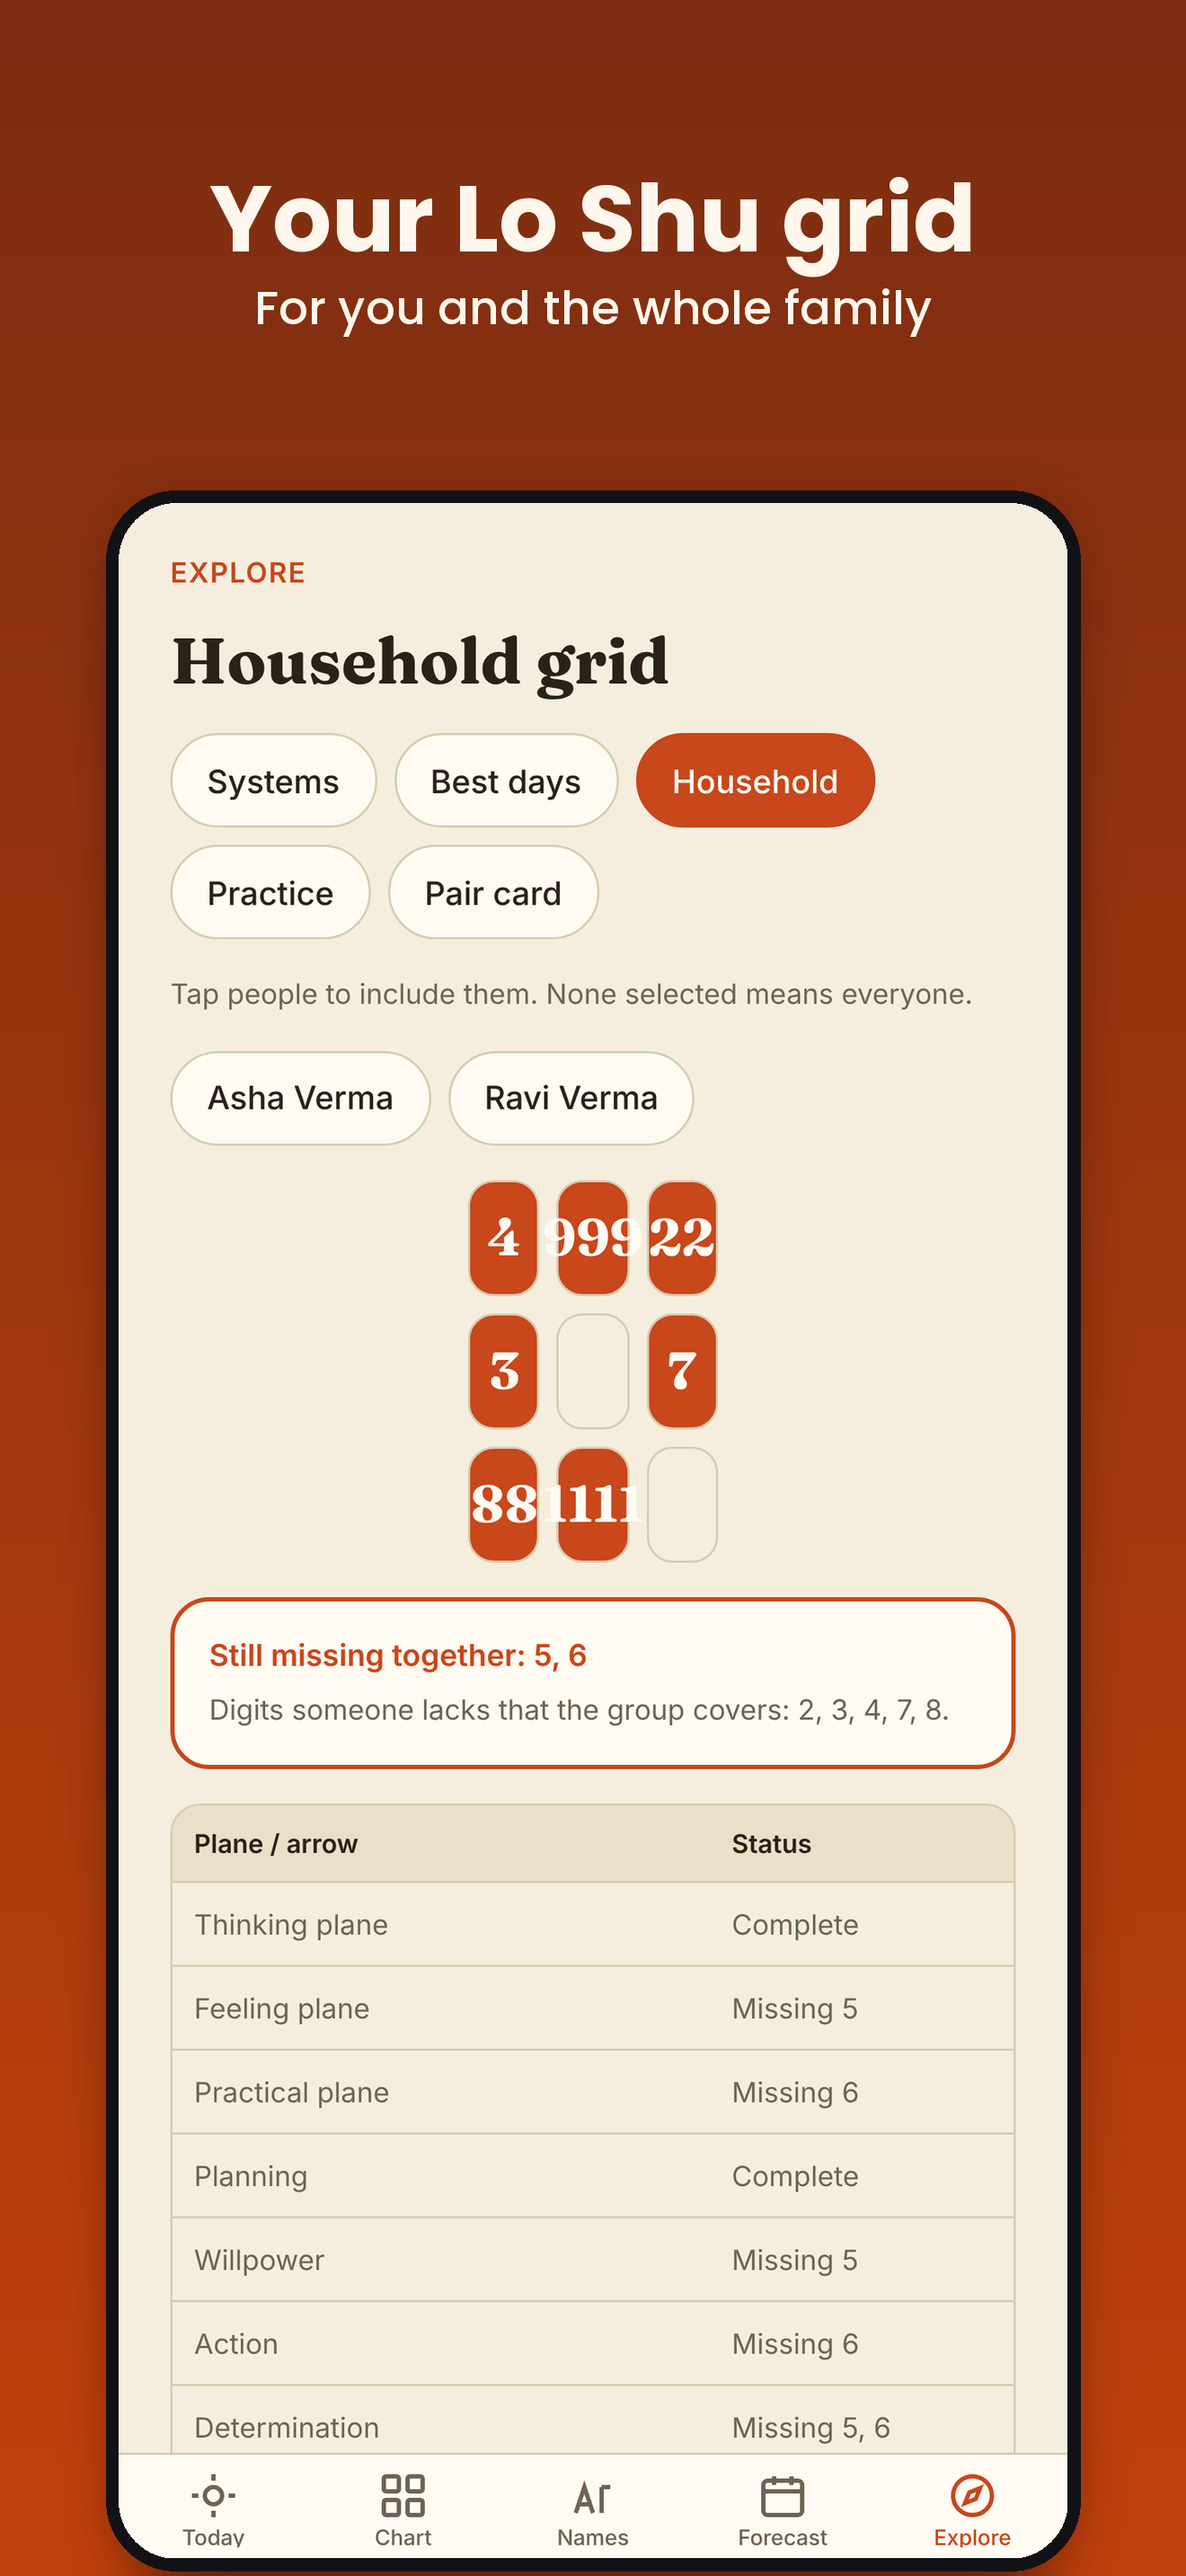 Your Lo Shu grid
For you and the whole family
EXPLORE
Household grid
Systems Best days Household
Practice Pair card
Tap people to include them. None selected means everyone.
Asha Verma Ravi Verma
4 999 22
3 7
88 1111
Still missing together: 5, 6
Digits someone lacks that the group covers: 2, 3, 4, 7, 8.
Plane / arrow Status
Thinking plane Complete
Feeling plane Missing 5
Practical plane Missing 6
Planning Complete
Willpower Missing 5
Action Missing 6
Determination Missing 5, 6
Today Chart Names Forecast Explore